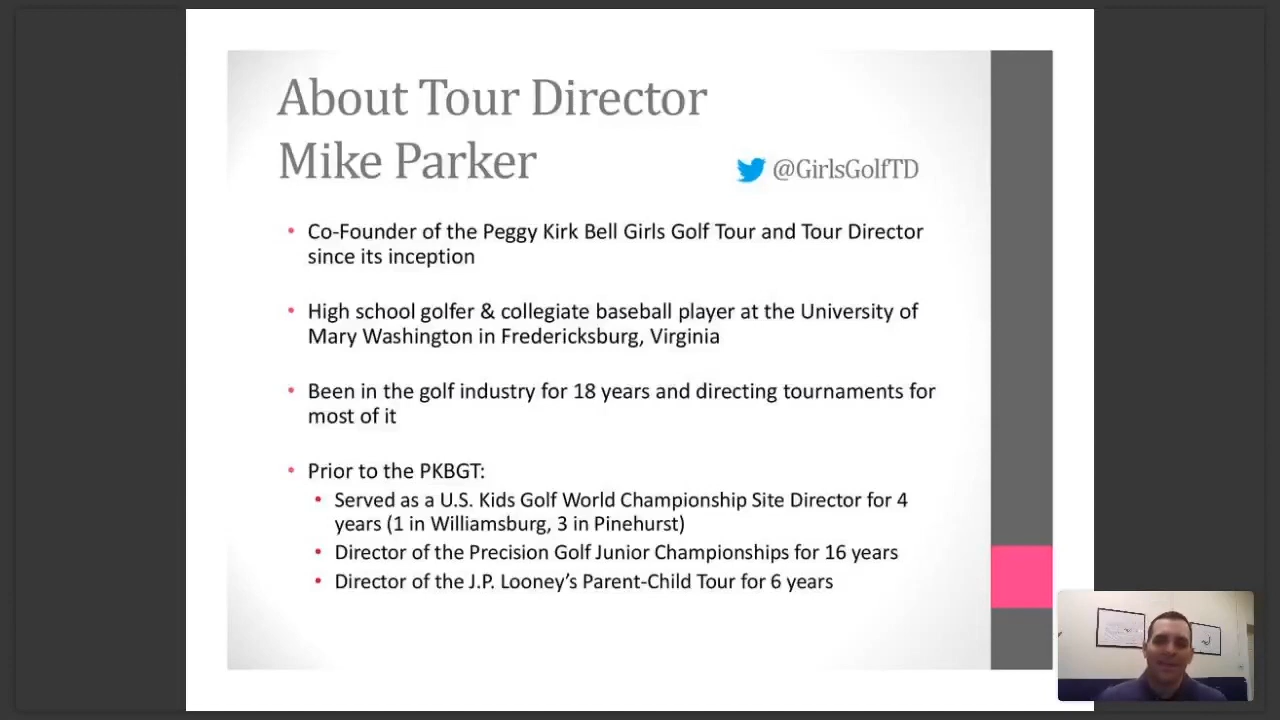 About Tour Director
Mike Parker
@GirlsGolfTD
• Co-Founder of the Peggy Kirk Bell Girls Golf Tour and Tour Director
since its inception
• High school golfer & collegiate baseball player at the University of
Mary Washington in Fredericksburg, Virginia
• Been in the golf industry for 18 years and directing tournaments for
most of it
• Prior to the PKBGT:
• Served as a U.S. Kids Golf World Championship Site Director for 4
years (1 in Williamsburg, 3 in Pinehurst)
• Director of the Precision Golf Junior Championships for 16 years
• Director of the J.P. Looney’s Parent-Child Tour for 6 years